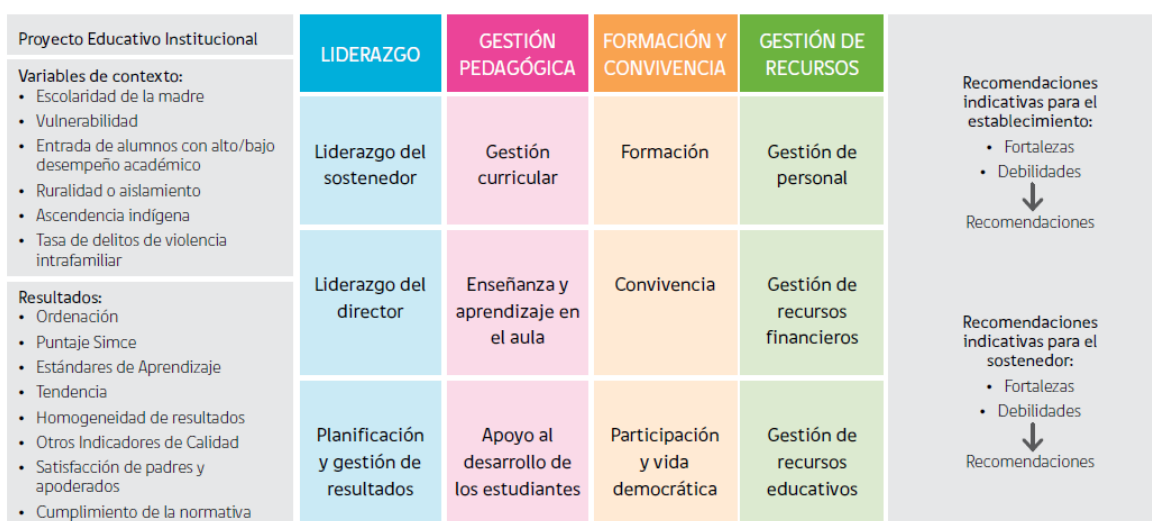 Proyecto Educativo Institucional
Variables de contexto:
• Escolaridad de la madre
• Vulnerabilidad
• Entrada de alumnos con alto/bajo
desempeño académico
• Ruralidad o aislamiento
• Ascendencia indígena
• Tasa de delitos de violencia
intrafamiliar
Resultados:
• Ordenación
• Puntaje Simce
• Estándares de Aprendizaje
• Tendencia
• Homogeneidad de resultados
• Otros Indicadores de Calidad
• Satisfacción de padres y
apoderados
• Cumplimiento de la normativa
LIDERAZGO
Liderazgo del
sostenedor
Liderazgo del
director
Planificación
y gestión de
resultados
GESTIÓN
PEDAGÓGICA
Gestión
curricular
Enseñanza y
aprendizaje en
el aula
Apoyo al
desarrollo de
los estudiantes
FORMACIÓN Y
CONVIVENCIA
Formación
Convivencia
Participación
y vida
democrática
GESTIÓN DE
RECURSOS
Gestión de
personal
Gestión de
recursos
financieros
Gestión de
recursos
educativos
Recomendaciones
indicativas para el
establecimiento:
• Fortalezas
• Debilidades
Recomendaciones
Recomendaciones
indicativas para el
sostenedor:
• Fortalezas
• Debilidades
Recomendaciones